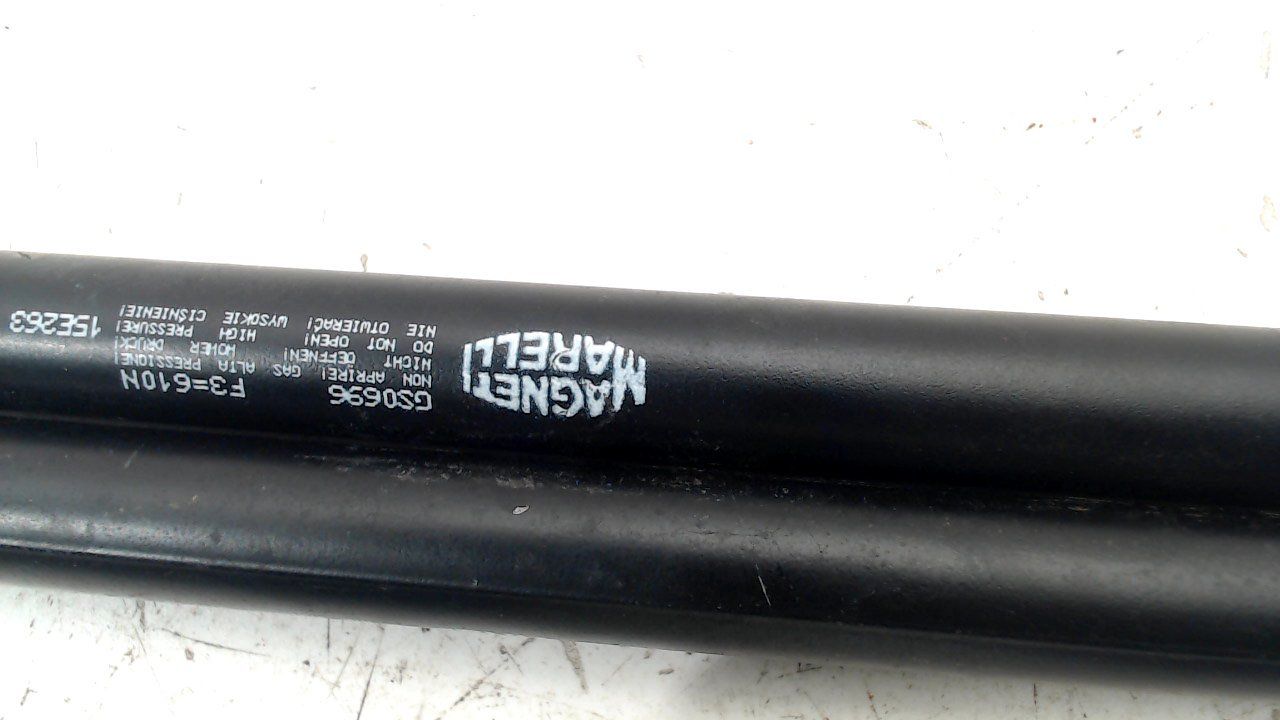 MAGNETI
MARELLI
GS0696 F3=610N
NON APRIRE! GAS ALTA PRESSIONE!
NICHT OEFFNEN! HOHER DRUCK!
DO NOT OPEN! HIGH PRESSURE!
NIE OTWIERAĆ! WYSOKIE CIŚNIENIE!
15E263